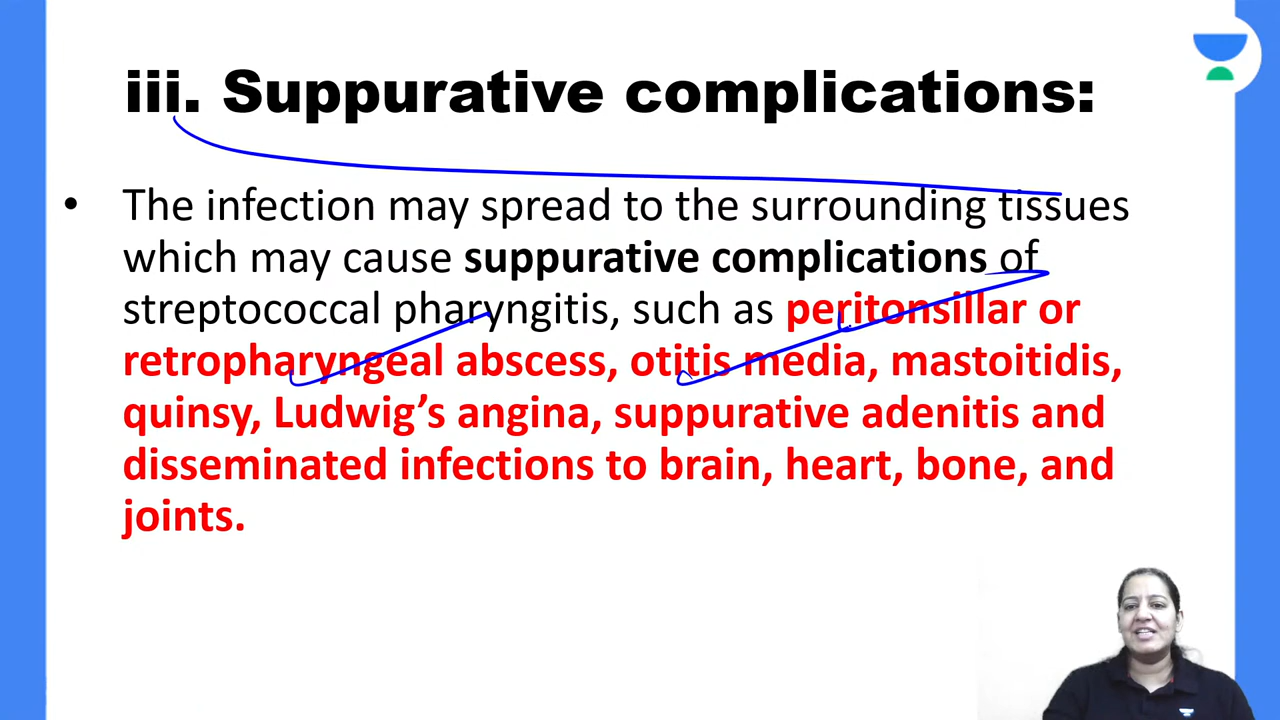 iii. Suppurative complications:
• The infection may spread to the surrounding tissues
which may cause suppurative complications of
streptococcal pharyngitis, such as peritonsillar or
retropharyngeal abscess, otitis media, mastoitidis,
quinsy, Ludwig’s angina, suppurative adenitis and
disseminated infections to brain, heart, bone, and
joints.